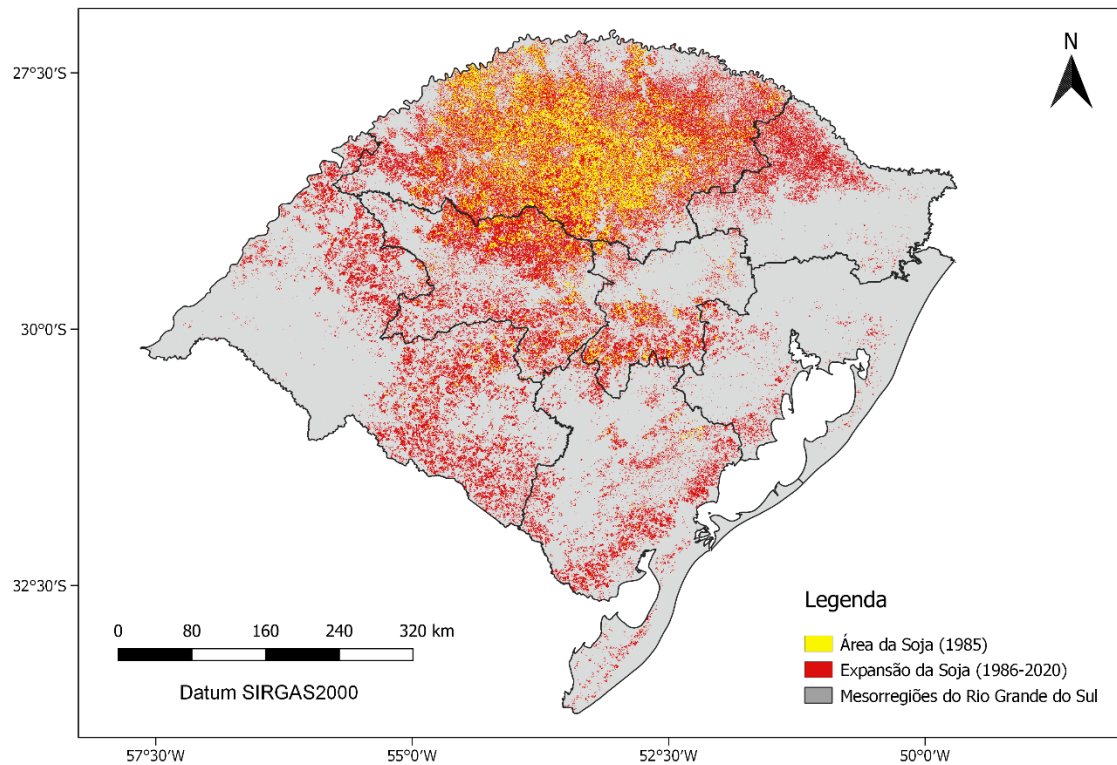 N
27°30'S
30°0'S
32°30'S
0 80 160 240 320 km
Datum SIRGAS2000
Legenda
Área da Soja (1985)
Expansão da Soja (1986-2020)
Mesorregiões do Rio Grande do Sul
57°30'W 55°0'W 52°30'W 50°0'W